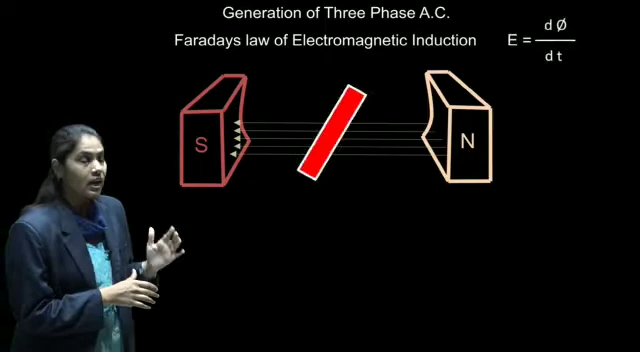 Generation of Three Phase A.C.
Faradays law of Electromagnetic Induction E = dØ / dt
S
N